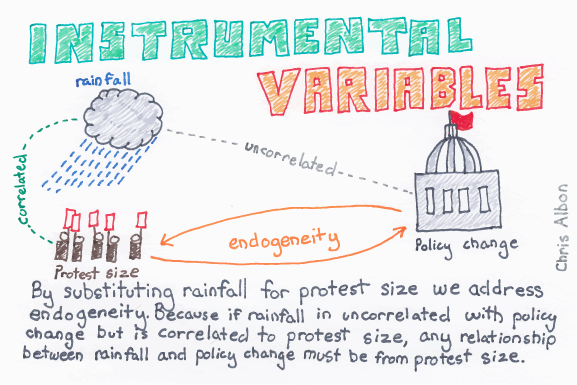 INSTRUMENTAL
VARIABLES
rainfall
uncorrelated
correlated
endogeneity
Policy change
Protest size
Chris Albon
By substituting rainfall for protest size we address
endogeneity. Because if rainfall in uncorrelated with policy
change but is correlated to protest size, any relationship
between rainfall and policy change must be from protest size.